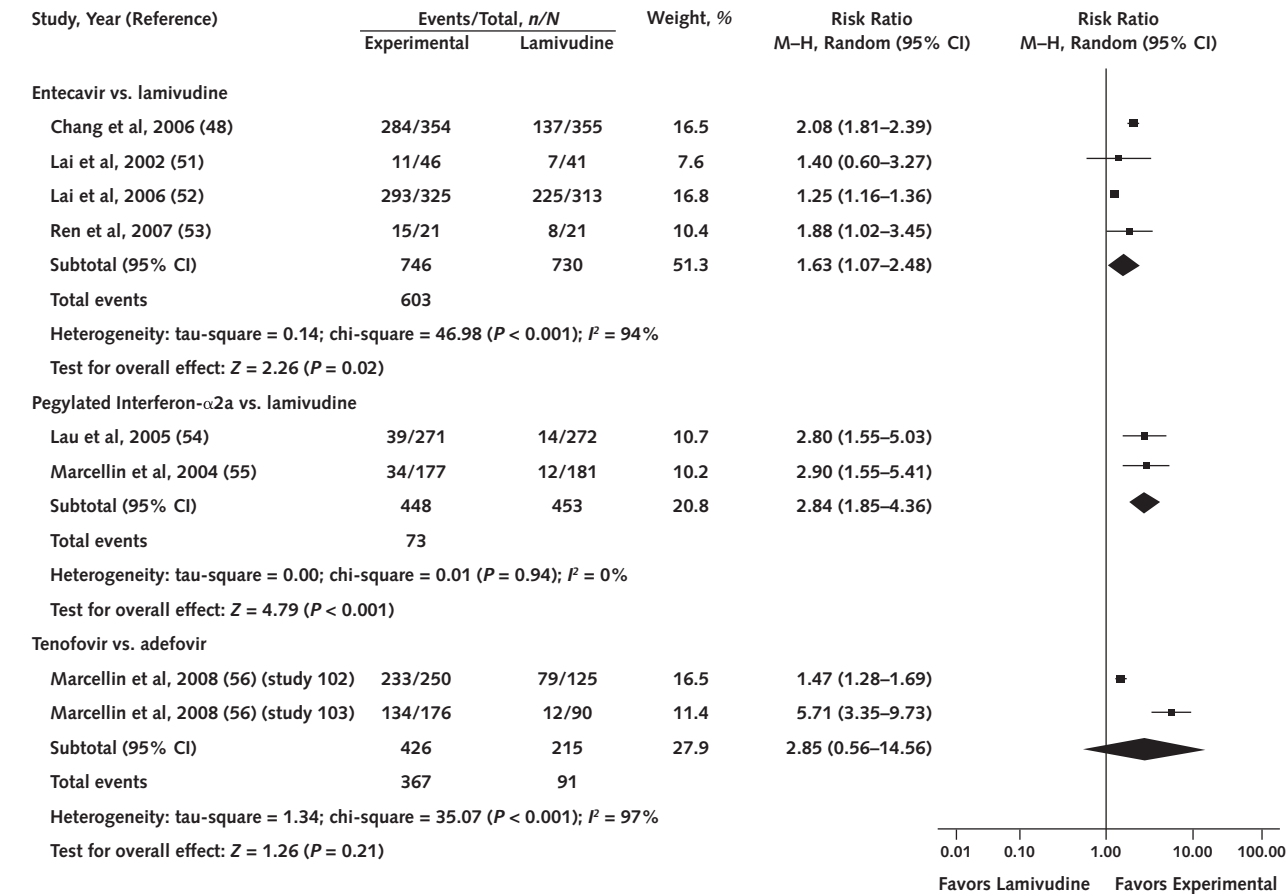 Study, Year (Reference) Events/Total, n/N Weight, % Risk Ratio Risk Ratio
Experimental Lamivudine M–H, Random (95% CI) M–H, Random (95% CI)
Entecavir vs. lamivudine
Chang et al, 2006 (48) 284/354 137/355 16.5 2.08 (1.81–2.39)
Lai et al, 2002 (51) 11/46 7/41 7.6 1.40 (0.60–3.27)
Lai et al, 2006 (52) 293/325 225/313 16.8 1.25 (1.16–1.36)
Ren et al, 2007 (53) 15/21 8/21 10.4 1.88 (1.02–3.45)
Subtotal (95% CI) 746 730 51.3 1.63 (1.07–2.48)
Total events 603
Heterogeneity: tau-square = 0.14; chi-square = 46.98 (P < 0.001); I² = 94%
Test for overall effect: Z = 2.26 (P = 0.02)
Pegylated Interferon-α2a vs. lamivudine
Lau et al, 2005 (54) 39/271 14/272 10.7 2.80 (1.55–5.03)
Marcellin et al, 2004 (55) 34/177 12/181 10.2 2.90 (1.55–5.41)
Subtotal (95% CI) 448 453 20.8 2.84 (1.85–4.36)
Total events 73
Heterogeneity: tau-square = 0.00; chi-square = 0.01 (P = 0.94); I² = 0%
Test for overall effect: Z = 4.79 (P < 0.001)
Tenofovir vs. adefovir
Marcellin et al, 2008 (56) (study 102) 233/250 79/125 16.5 1.47 (1.28–1.69)
Marcellin et al, 2008 (56) (study 103) 134/176 12/90 11.4 5.71 (3.35–9.73)
Subtotal (95% CI) 426 215 27.9 2.85 (0.56–14.56)
Total events 367 91
Heterogeneity: tau-square = 1.34; chi-square = 35.07 (P < 0.001); I² = 97%
Test for overall effect: Z = 1.26 (P = 0.21)
0.01 0.10 1.00 10.00 100.00
Favors Lamivudine Favors Experimental